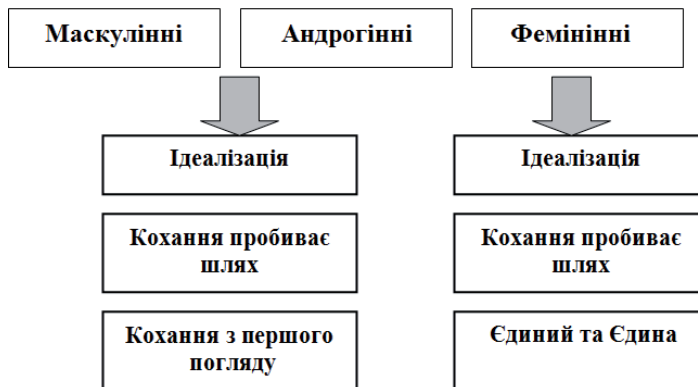 Маскулінні
Андрогінні
Фемінінні
Ідеалізація
Ідеалізація
Кохання пробиває
шлях
Кохання пробиває
шлях
Кохання з першого
погляду
Єдиний та Єдина